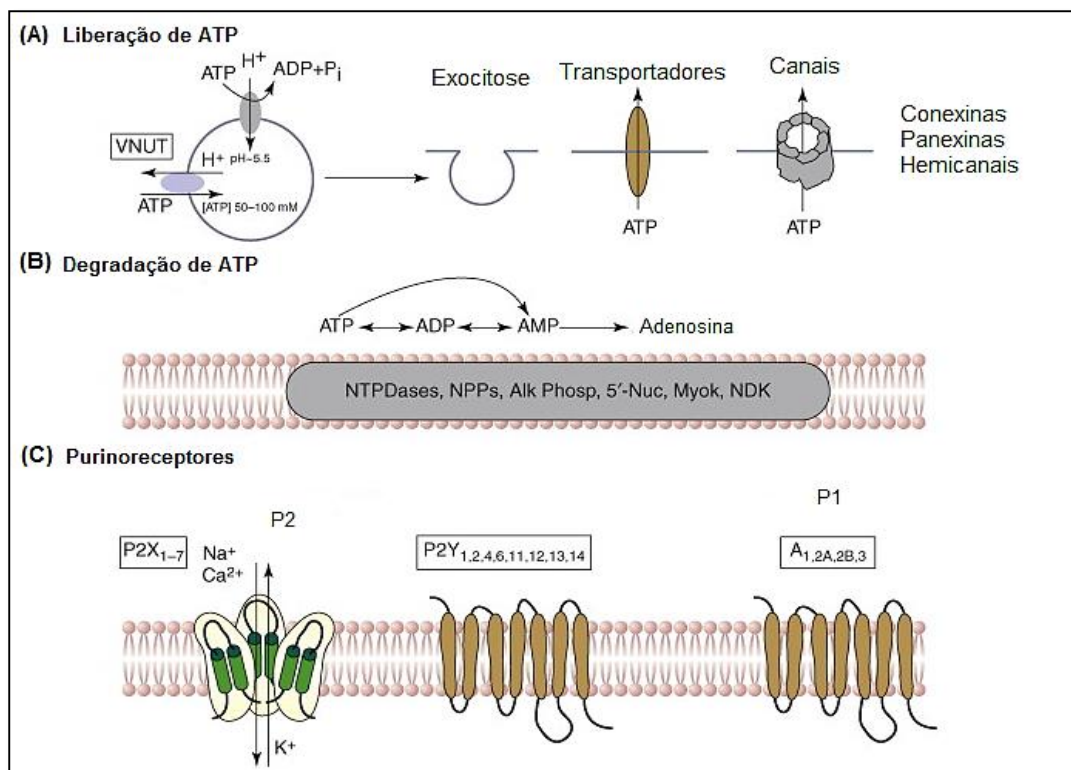 (A) Liberação de ATP
ATP H⁺ ADP+Pi
VNUT
H⁺ pH~5.5
ATP [ATP] 50–100 mM
Exocitose
Transportadores
ATP
Canais
ATP
Conexinas
Panexinas
Hemicanais
(B) Degradação de ATP
ATP ADP AMP Adenosina
NTPDases, NPPs, Alk Phosp, 5′-Nuc, Myok, NDK
(C) Purinoreceptores
P2
P1
P2X1–7
Na⁺
Ca²⁺
K⁺
P2Y1,2,4,6,11,12,13,14
A1,2A,2B,3